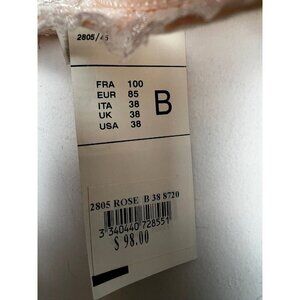 2805/45
FRA 100
EUR 85
ITA 38
UK 38
USA 38
B
2805 ROSE B 38 8720
3 340440 728551
$ 98.00